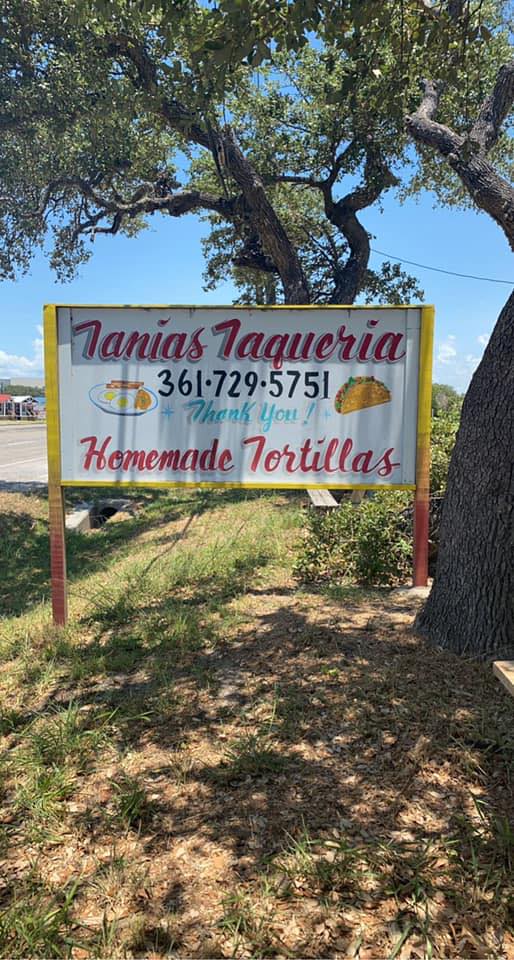 Tanias Taqueria
361·729·5751
Thank You!
Homemade Tortillas